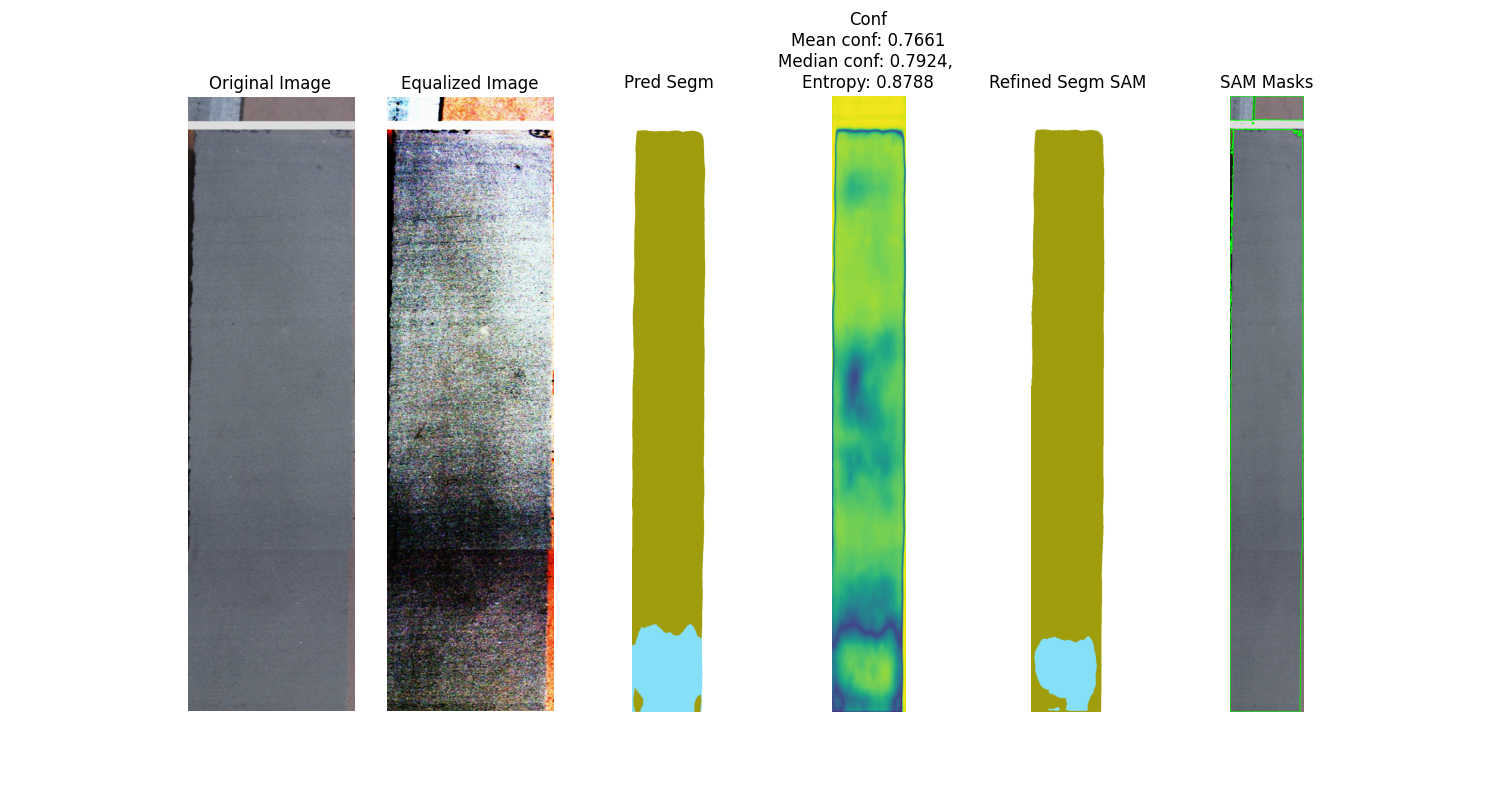 Original Image
Equalized Image
Pred Segm
Conf
Mean conf: 0.7661
Median conf: 0.7924,
Entropy: 0.8788
Refined Segm SAM
SAM Masks